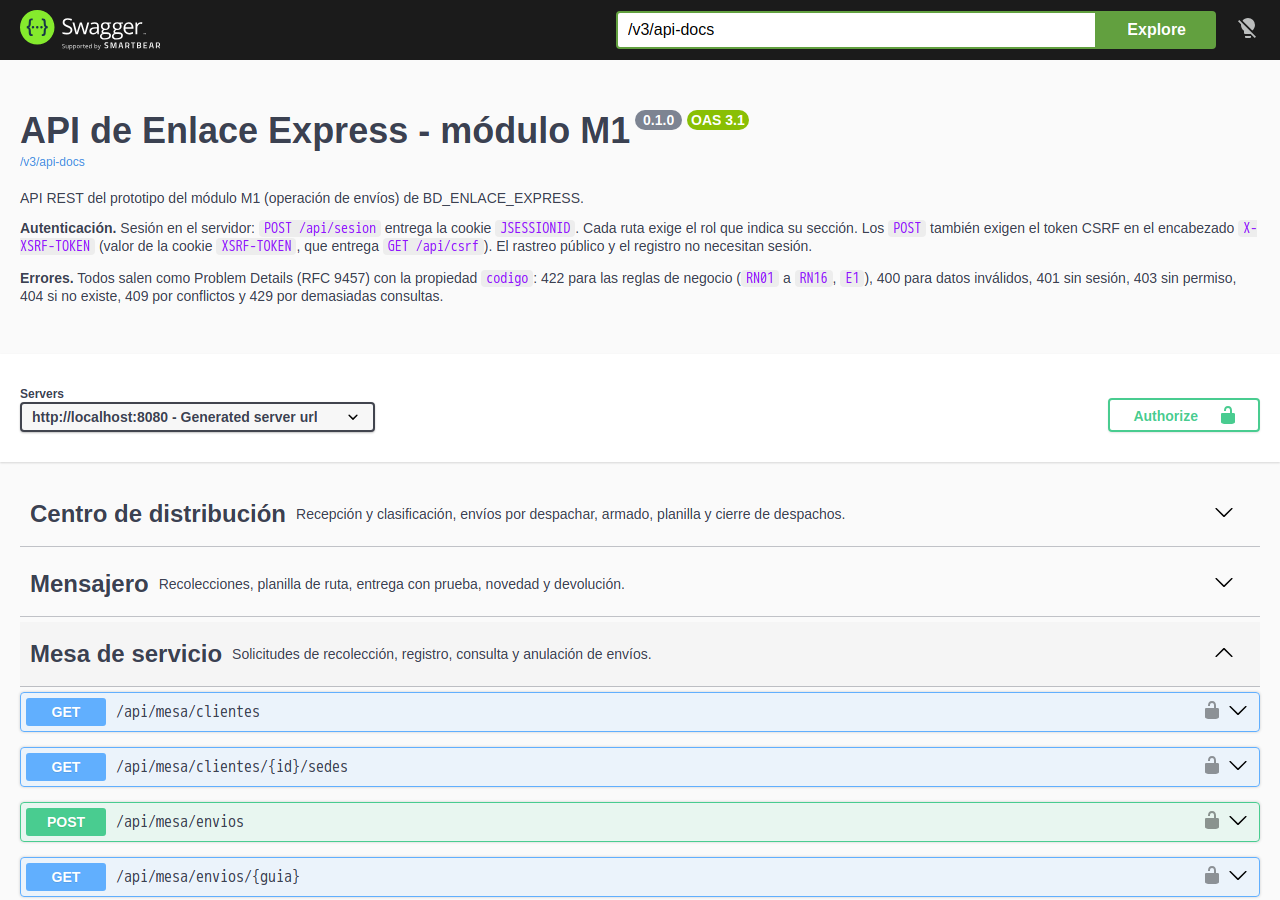 Swagger
Supported by SMARTBEAR
/v3/api-docs
Explore
API de Enlace Express - módulo M1 0.1.0 OAS 3.1
/v3/api-docs
API REST del prototipo del módulo M1 (operación de envíos) de BD_ENLACE_EXPRESS.
Autenticación. Sesión en el servidor: POST /api/sesion entrega la cookie JSESSIONID. Cada ruta exige el rol que indica su sección. Los POST también exigen el token CSRF en el encabezado X-
XSRF-TOKEN (valor de la cookie XSRF-TOKEN, que entrega GET /api/csrf). El rastreo público y el registro no necesitan sesión.
Errores. Todos salen como Problem Details (RFC 9457) con la propiedad codigo: 422 para las reglas de negocio (RN01 a RN16, E1), 400 para datos inválidos, 401 sin sesión, 403 sin permiso,
404 si no existe, 409 por conflictos y 429 por demasiadas consultas.
Servers
http://localhost:8080 - Generated server url
Authorize
Centro de distribución Recepción y clasificación, envíos por despachar, armado, planilla y cierre de despachos.
Mensajero Recolecciones, planilla de ruta, entrega con prueba, novedad y devolución.
Mesa de servicio Solicitudes de recolección, registro, consulta y anulación de envíos.
GET /api/mesa/clientes
GET /api/mesa/clientes/{id}/sedes
POST /api/mesa/envios
GET /api/mesa/envios/{guia}